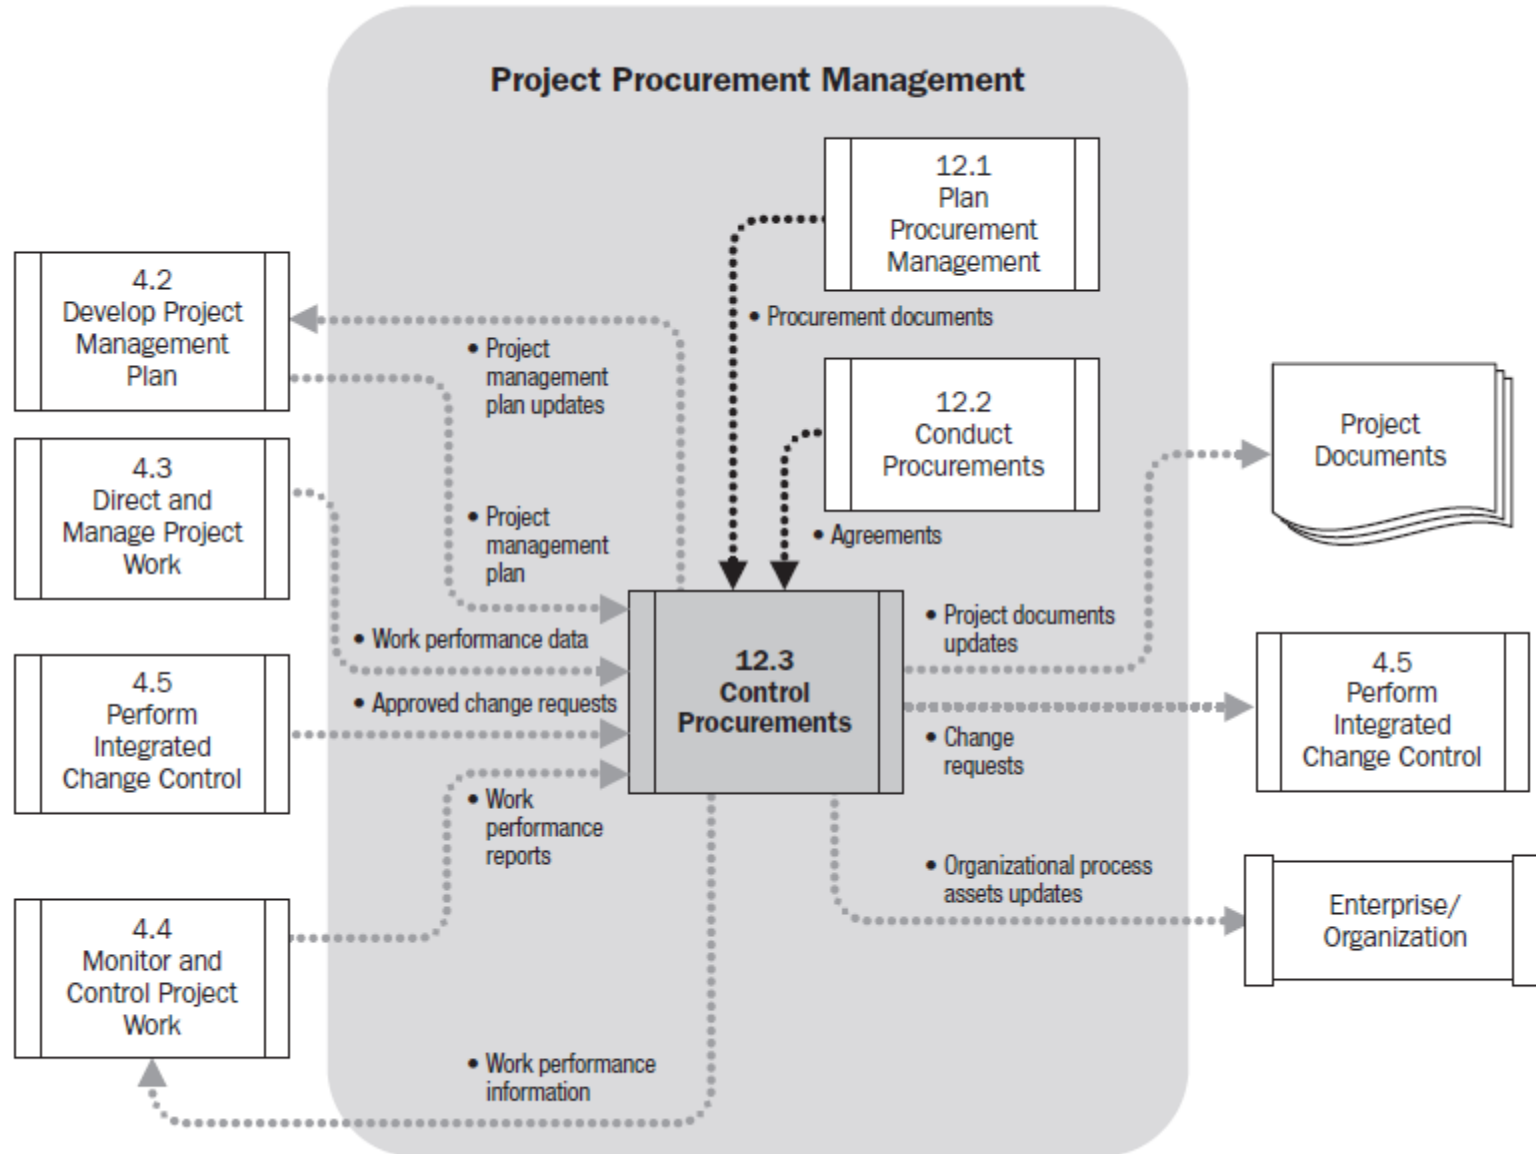 Project Procurement Management
12.1
Plan
Procurement
Management
• Procurement documents
12.2
Conduct
Procurements
• Agreements
4.2
Develop Project
Management
Plan
• Project
management
plan updates
4.3
Direct and
Manage Project
Work
• Project
management
plan
• Work performance data
4.5
Perform
Integrated
Change Control
• Approved change requests
12.3
Control
Procurements
• Work
performance
reports
4.4
Monitor and
Control Project
Work
• Work performance
information
• Project documents
updates
Project
Documents
• Change
requests
4.5
Perform
Integrated
Change Control
• Organizational process
assets updates
Enterprise/
Organization